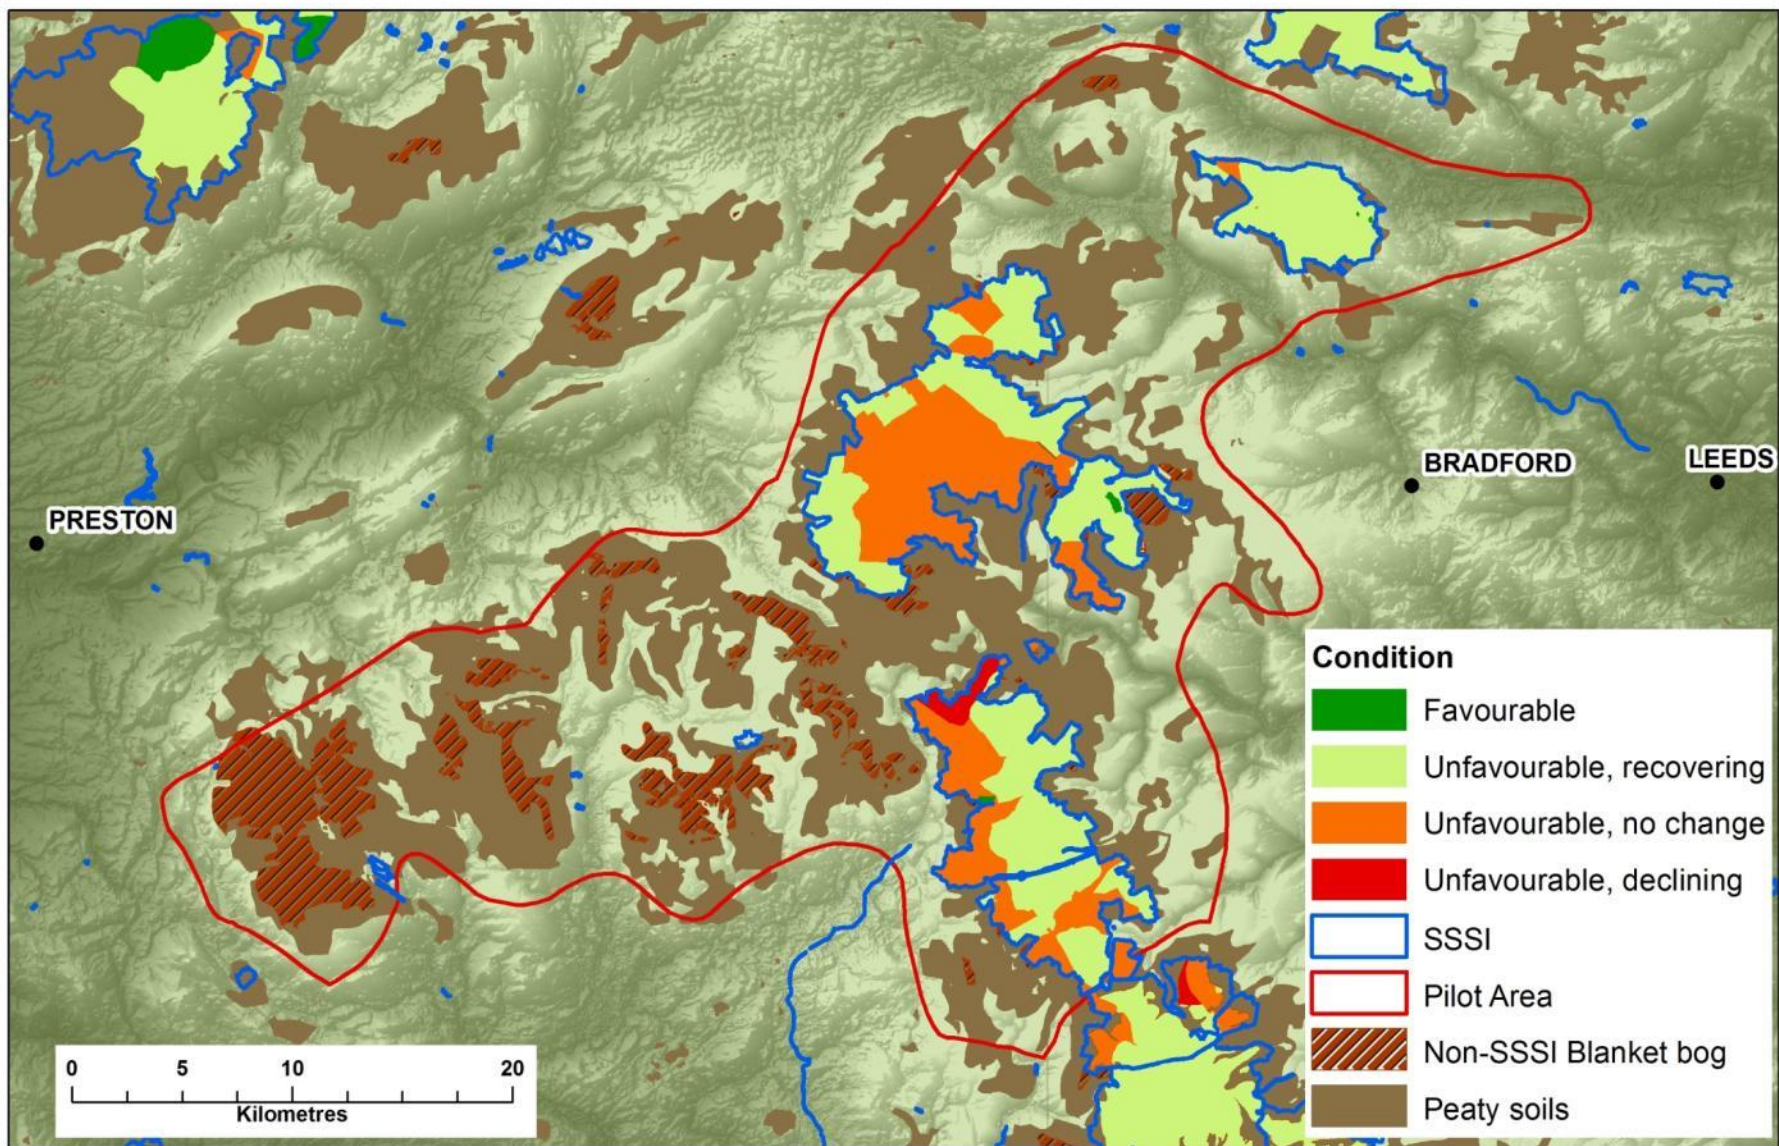 BRADFORD
LEEDS
PRESTON
Condition
Favourable
Unfavourable, recovering
Unfavourable, no change
Unfavourable, declining
SSSI
Pilot Area
Non-SSSI Blanket bog
Peaty soils
0 5 10 20
Kilometres